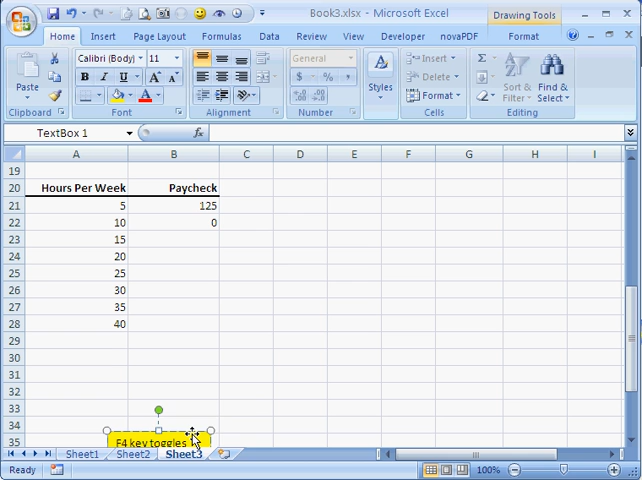 Book3.xlsx - Microsoft Excel
Drawing Tools
Home Insert Page Layout Formulas Data Review View Developer novaPDF Format
Paste
Clipboard
Calibri (Body) 11
B I U A A
A
Font
Alignment
General
$ % ,
Number
Styles
Insert
Delete
Format
Cells
Σ
Sort & Filter
Find & Select
Editing
TextBox 1
fx
A B C D E F G H I
19
20 Hours Per Week Paycheck
21 5 125
22 10 0
23 15
24 20
25 25
26 30
27 35
28 40
29
30
31
32
33
34
35 F4 key toggles
Sheet1 Sheet2 Sheet3
Ready 100%